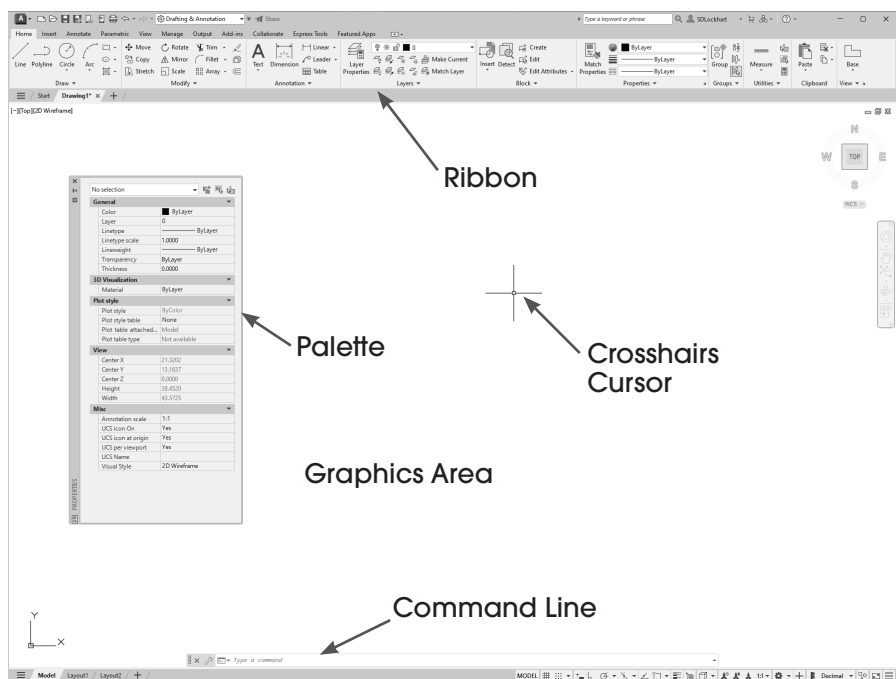 Drafting & Annotation Share Type a keyword or phrase SDLockhart
Home Insert Annotate Parametric View Manage Output Add-ins Collaborate Express Tools Featured Apps
Move Rotate Trim Linear 0 Create ByLayer
Copy Mirror Fillet Leader Make Current Edit ByLayer
Stretch Scale Array Table Match Layer Edit Attributes ByLayer
Line Polyline Circle Arc Text Dimension Layer Properties Insert Detect Match Properties Group Measure Paste Base
Draw Modify Annotation Layers Block Properties Groups Utilities Clipboard View
Start Drawing1* × +
[−][Top][2D Wireframe]
N
W TOP E
S
WCS
Ribbon
No selection
General
Color ByLayer
Layer 0
Linetype ByLayer
Linetype scale 1.0000
Lineweight ByLayer
Transparency ByLayer
Thickness 0.0000
3D Visualization
Material ByLayer
Plot style
Plot style ByColor
Plot style table None
Plot table attached... Model
Plot table type Not available
View
Center X 21.3202
Center Y 13.1637
Center Z 0.0000
Height 28.4520
Width 43.5725
Misc
Annotation scale 1:1
UCS icon On Yes
UCS icon at origin Yes
UCS per viewport Yes
UCS Name
Visual Style 2D Wireframe
PROPERTIES
Palette
Crosshairs
Cursor
Graphics Area
Command Line
Y
X
Type a command
Model Layout1 Layout2 + MODEL 1:1 Decimal